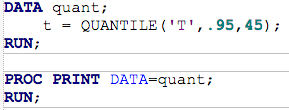 DATA quant;
t = QUANTILE('T',.95,45);
RUN;
PROC PRINT DATA=quant;
RUN;